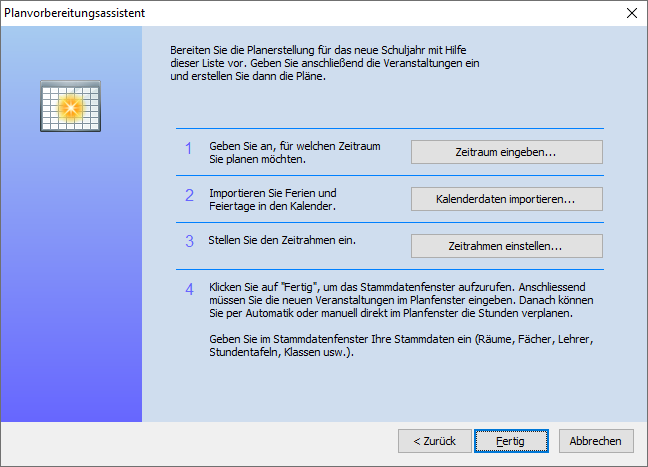 Planvorbereitungsassistent
Bereiten Sie die Planerstellung für das neue Schuljahr mit Hilfe
dieser Liste vor. Geben Sie anschließend die Veranstaltungen ein
und erstellen Sie dann die Pläne.
1
Geben Sie an, für welchen Zeitraum
Sie planen möchten.
Zeitraum eingeben...
2
Importieren Sie Ferien und
Feiertage in den Kalender.
Kalenderdaten importieren...
3
Stellen Sie den Zeitrahmen ein.
Zeitrahmen einstellen...
4
Klicken Sie auf "Fertig", um das Stammdatenfenster aufzurufen. Anschliessend
müssen Sie die neuen Veranstaltungen im Planfenster eingeben. Danach können
Sie per Automatik oder manuell direkt im Planfenster die Stunden verplanen.
Geben Sie im Stammdatenfenster Ihre Stammdaten ein (Räume, Fächer, Lehrer,
Stundentafeln, Klassen usw.).
< Zurück
Fertig
Abbrechen